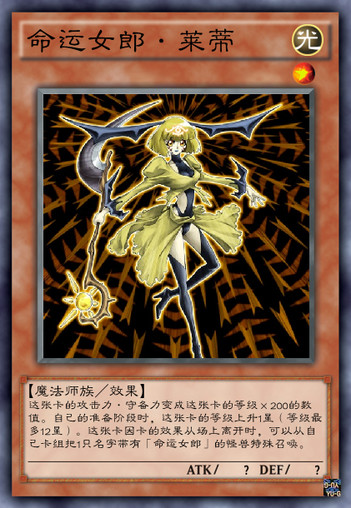 命运女郎·莱蒂
光
【魔法师族／效果】
这张卡的攻击力·守备力变成这张卡的等级×200的数
值。自己的准备阶段时，这张卡的等级上升1星（等级最
多12星）。这张卡因卡的效果从场上离开时，可以从自
己卡组把1只名字带有「命运女郎」的怪兽特殊召唤。
ATK/ ? DEF/ ?
YU-G